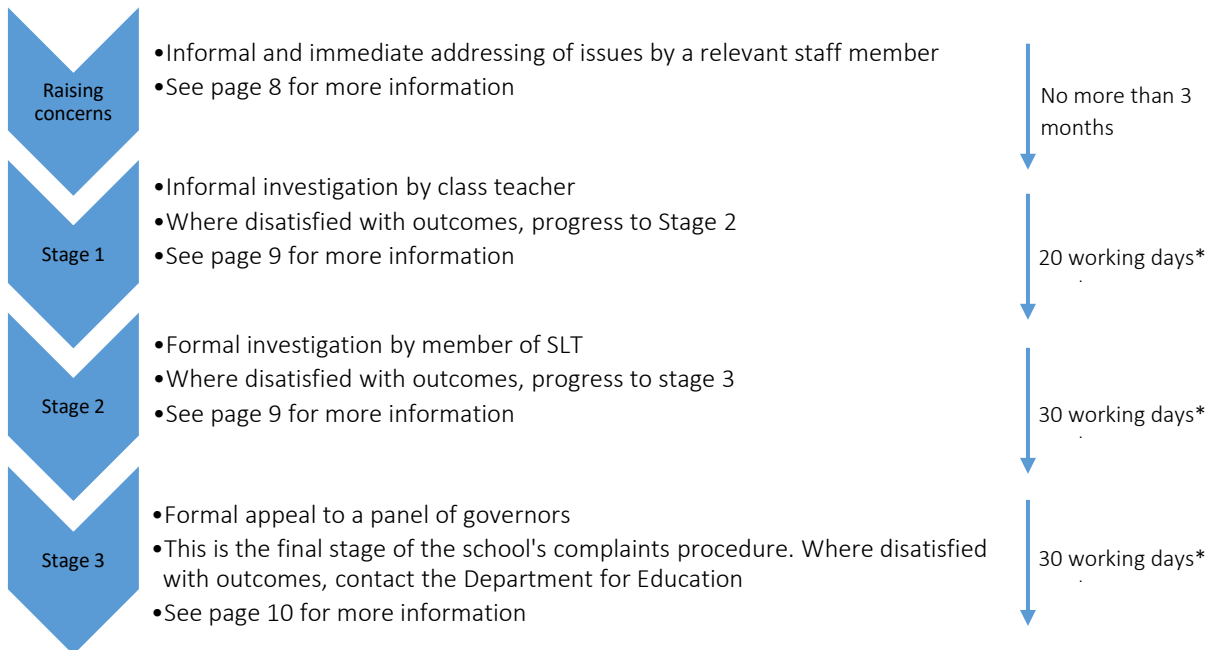 Raising
concerns
•Informal and immediate addressing of issues by a relevant staff member
•See page 8 for more information
No more than 3
months
Stage 1
•Informal investigation by class teacher
•Where disatisfied with outcomes, progress to Stage 2
•See page 9 for more information
20 working days*
Stage 2
•Formal investigation by member of SLT
•Where disatisfied with outcomes, progress to stage 3
•See page 9 for more information
30 working days*
Stage 3
•Formal appeal to a panel of governors
•This is the final stage of the school's complaints procedure. Where disatisfied
with outcomes, contact the Department for Education
•See page 10 for more information
30 working days*